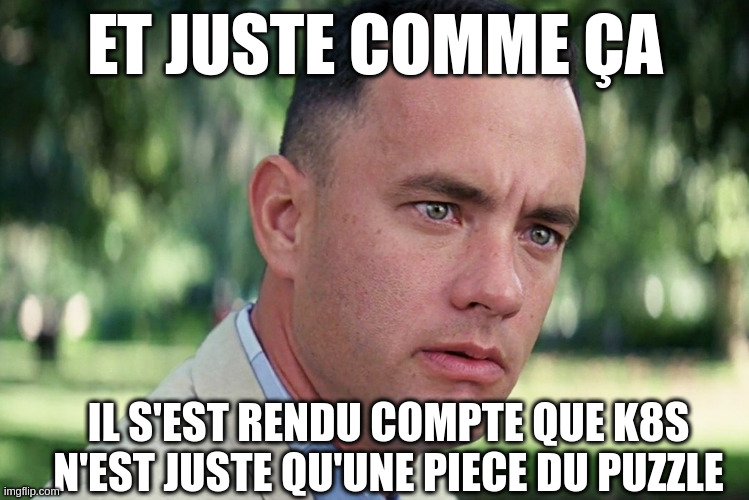 ET JUSTE COMME ÇA
IL S'EST RENDU COMPTE QUE K8S
N'EST JUSTE QU'UNE PIECE DU PUZZLE
imgflip.com